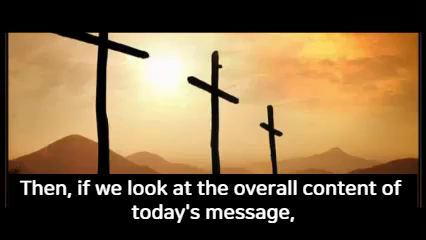 Then, if we look at the overall content of
today's message,